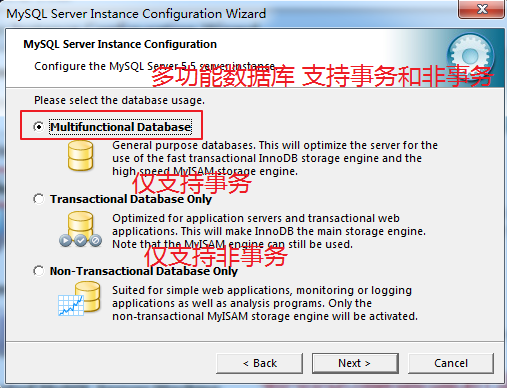 MySQL Server Instance Configuration Wizard
MySQL Server Instance Configuration
Configure the MySQL Server 5.5 server instance.
多功能数据库 支持事务和非事务
Please select the database usage.
Multifunctional Database
General purpose databases. This will optimize the server for the
use of the fast transactional InnoDB storage engine and the
high speed MyISAM storage engine.
仅支持事务
Transactional Database Only
Optimized for application servers and transactional web
applications. This will make InnoDB the main storage engine.
Note that the MyISAM engine can still be used.
仅支持非事务
Non-Transactional Database Only
Suited for simple web applications, monitoring or logging
applications as well as analysis programs. Only the
non-transactional MyISAM storage engine will be activated.
< Back
Next >
Cancel